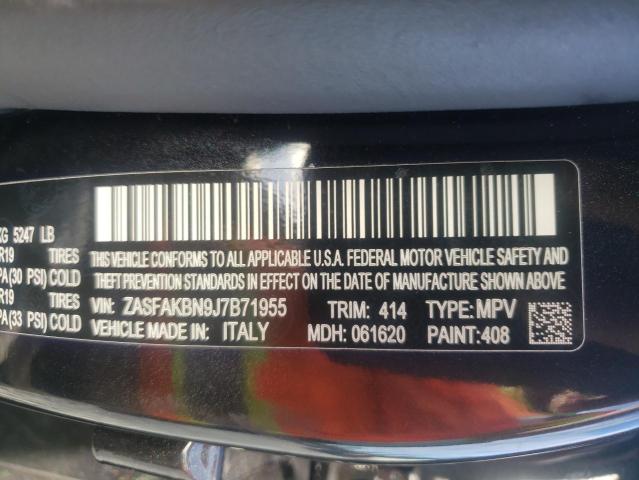 KG 5247 LB
R19 TIRES
PA(30 PSI) COLD
R19 TIRES
PA(33 PSI) COLD
THIS VEHICLE CONFORMS TO ALL APPLICABLE U.S.A. FEDERAL MOTOR VEHICLE SAFETY AND
THEFT PREVENTION STANDARDS IN EFFECT ON THE DATE OF MANUFACTURE SHOWN ABOVE
VIN: ZASFAKBN9J7B71955 TRIM: 414 TYPE: MPV
VEHICLE MADE IN: ITALY MDH: 061620 PAINT:408